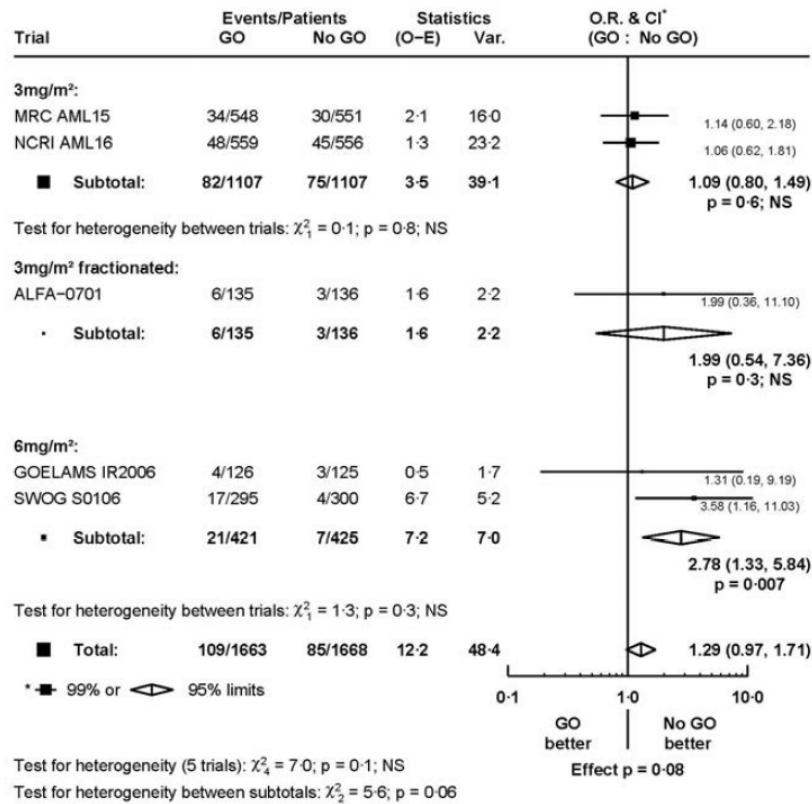 Events/Patients Statistics O.R. & CI*
Trial GO No GO (O−E) Var. (GO : No GO)
3mg/m²:
MRC AML15 34/548 30/551 2·1 16·0 1.14 (0.60, 2.18)
NCRI AML16 48/559 45/556 1·3 23·2 1.06 (0.62, 1.81)
Subtotal: 82/1107 75/1107 3·5 39·1 1.09 (0.80, 1.49)
p = 0·6; NS
Test for heterogeneity between trials: χ²₁ = 0·1; p = 0·8; NS
3mg/m² fractionated:
ALFA−0701 6/135 3/136 1·6 2·2 1.99 (0.36, 11.10)
Subtotal: 6/135 3/136 1·6 2·2
1.99 (0.54, 7.36)
p = 0·3; NS
6mg/m²:
GOELAMS IR2006 4/126 3/125 0·5 1·7 1.31 (0.19, 9.19)
SWOG S0106 17/295 4/300 6·7 5·2 3.58 (1.16, 11.03)
Subtotal: 21/421 7/425 7·2 7·0
2.78 (1.33, 5.84)
p = 0·007
Test for heterogeneity between trials: χ²₁ = 1·3; p = 0·3; NS
Total: 109/1663 85/1668 12·2 48·4 1.29 (0.97, 1.71)
* 99% or 95% limits
0·1 1·0 10·0
GO No GO
better better
Effect p = 0·08
Test for heterogeneity (5 trials): χ²₄ = 7·0; p = 0·1; NS
Test for heterogeneity between subtotals: χ²₂ = 5·6; p = 0·06